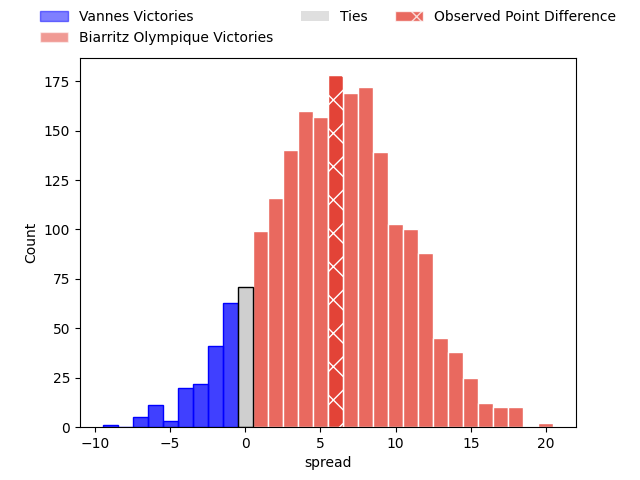 Vannes Victories
Ties
Observed Point Difference
Biarritz Olympique Victories
175
150
125
100
75
50
25
0
Count
−10
−5
0
5
10
15
20
spread